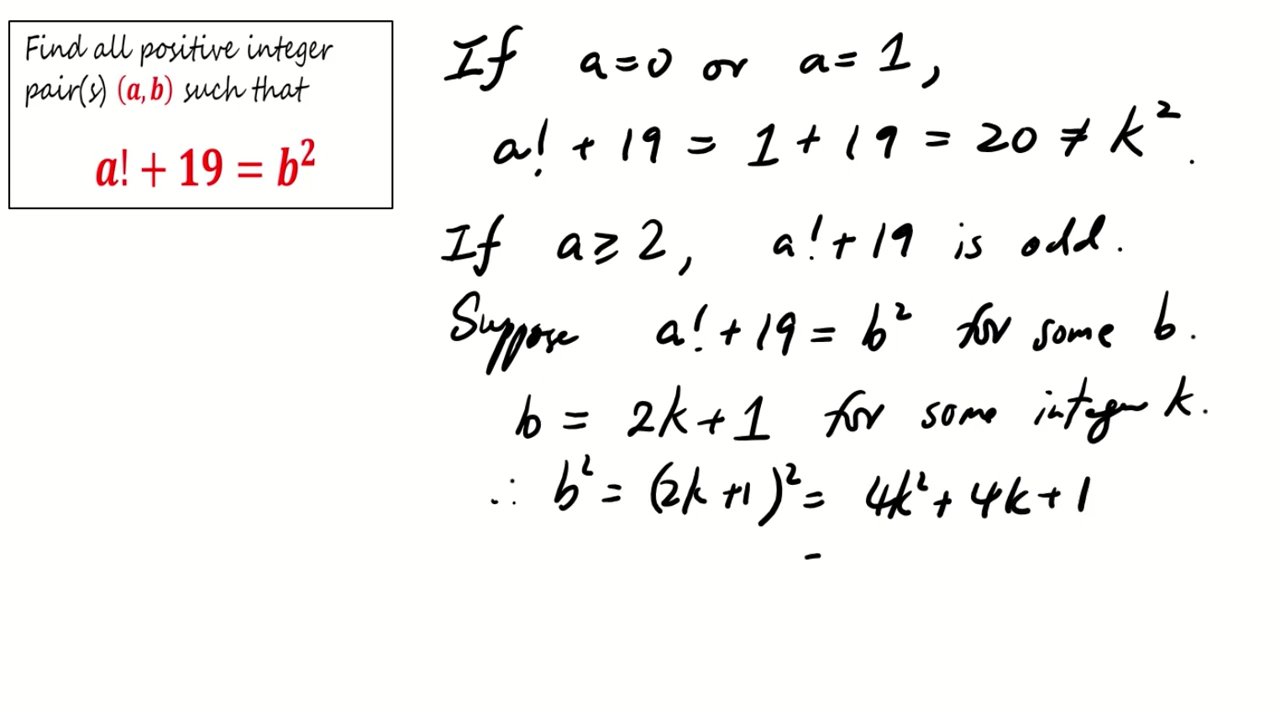 Find all positive integer
pair(s) (a, b) such that
a! + 19 = b²
If a=0 or a=1,
a! + 19 = 1 + 19 = 20 ≠ k².
If a ≥ 2, a! + 19 is odd.
Suppose a! + 19 = b² for some b.
b = 2k + 1 for some integer k.
∴ b² = (2k + 1)² = 4k² + 4k + 1
=